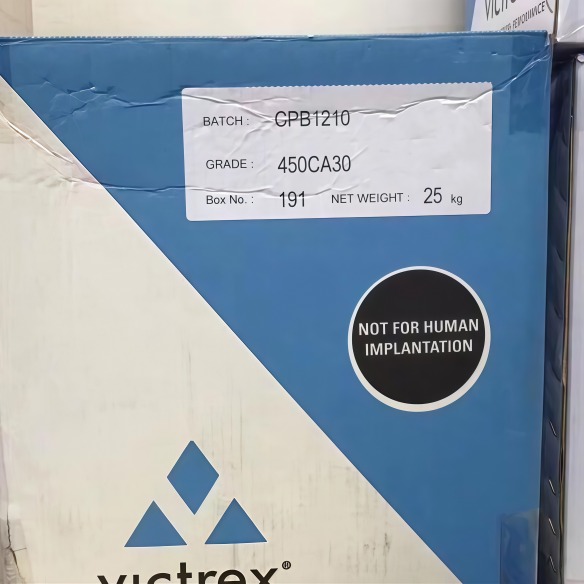 BATCH : CPB1210
GRADE : 450CA30
Box No. : 191 NET WEIGHT : 25 kg
NOT FOR HUMAN
IMPLANTATION
victrex®